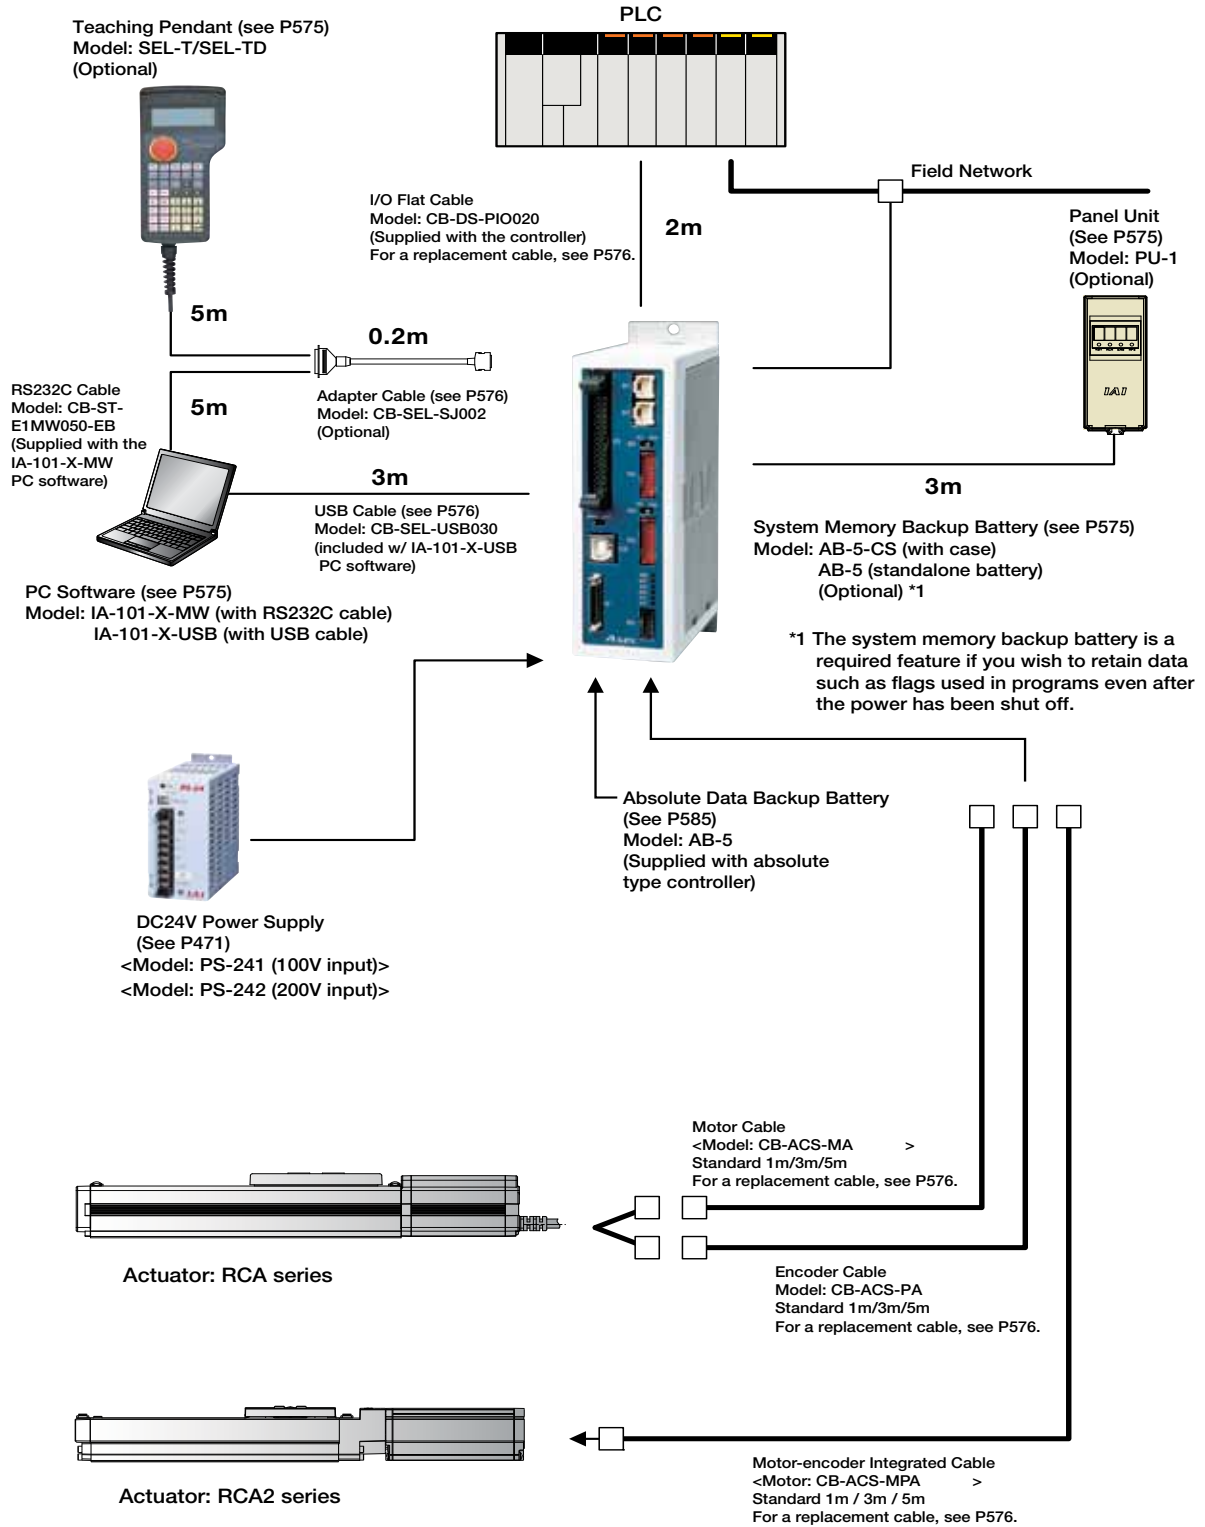 PLC
Teaching Pendant (see P575)
Model: SEL-T/SEL-TD
(Optional)
Field Network
I/O Flat Cable
Model: CB-DS-PIO020
(Supplied with the controller)
For a replacement cable, see P576.
2m
Panel Unit
(See P575)
Model: PU-1
(Optional)
IAI
5m
0.2m
RS232C Cable
Model: CB-ST-
E1MW050-EB
(Supplied with the
IA-101-X-MW
PC software)
5m
Adapter Cable (see P576)
Model: CB-SEL-SJ002
(Optional)
3m
USB Cable (see P576)
Model: CB-SEL-USB030
(included w/ IA-101-X-USB
PC software)
3m
System Memory Backup Battery (see P575)
Model: AB-5-CS (with case)
AB-5 (standalone battery)
(Optional) *1
PC Software (see P575)
Model: IA-101-X-MW (with RS232C cable)
IA-101-X-USB (with USB cable)
*1 The system memory backup battery is a
required feature if you wish to retain data
such as flags used in programs even after
the power has been shut off.
PS-24
IAI
Absolute Data Backup Battery
(See P585)
Model: AB-5
(Supplied with absolute
type controller)
DC24V Power Supply
(See P471)
<Model: PS-241 (100V input)>
<Model: PS-242 (200V input)>
Motor Cable
<Model: CB-ACS-MA >
Standard 1m/3m/5m
For a replacement cable, see P576.
Actuator: RCA series
Encoder Cable
Model: CB-ACS-PA
Standard 1m/3m/5m
For a replacement cable, see P576.
Actuator: RCA2 series
Motor-encoder Integrated Cable
<Motor: CB-ACS-MPA >
Standard 1m / 3m / 5m
For a replacement cable, see P576.